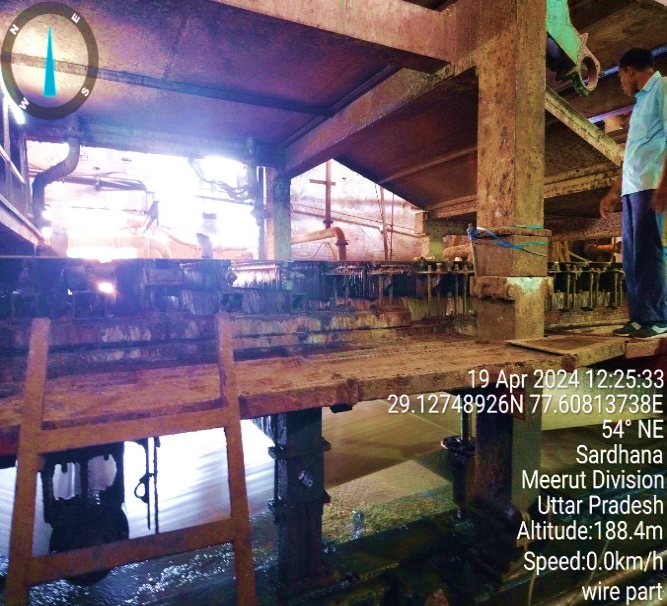 N
E
W
S
19 Apr 2024 12:25:33
29.12748926N 77.60813738E
54° NE
Sardhana
Meerut Division
Uttar Pradesh
Altitude:188.4m
Speed:0.0km/h
wire part